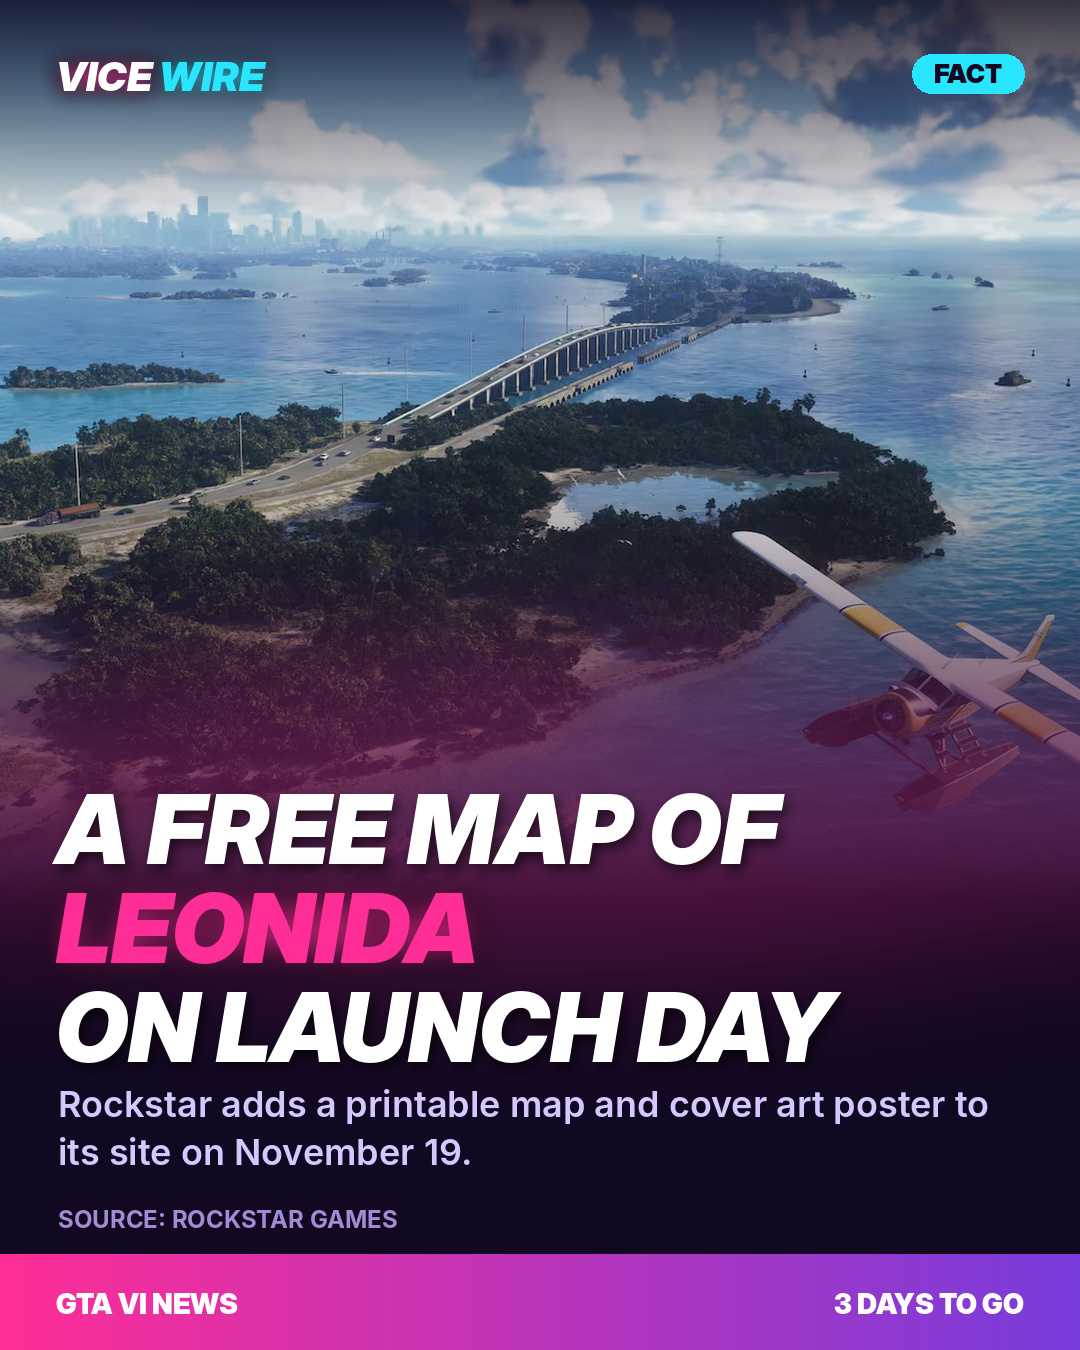 VICE WIRE
FACT
A FREE MAP OF
LEONIDA
ON LAUNCH DAY
Rockstar adds a printable map and cover art poster to
its site on November 19.
SOURCE: ROCKSTAR GAMES
GTA VI NEWS
3 DAYS TO GO